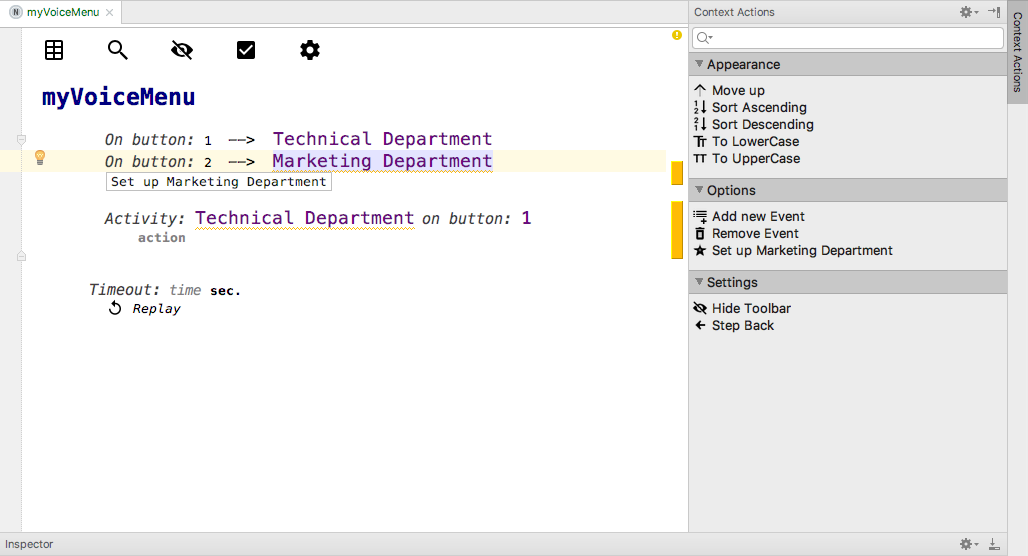 N myVoiceMenu
myVoiceMenu
On button: 1 --> Technical Department
On button: 2 --> Marketing Department
Set up Marketing Department
Activity: Technical Department on button: 1
action
Timeout: time sec.
Replay
Context Actions
Appearance
Move up
Sort Ascending
Sort Descending
To LowerCase
To UpperCase
Options
Add new Event
Remove Event
Set up Marketing Department
Settings
Hide Toolbar
Step Back
Context Actions
Inspector